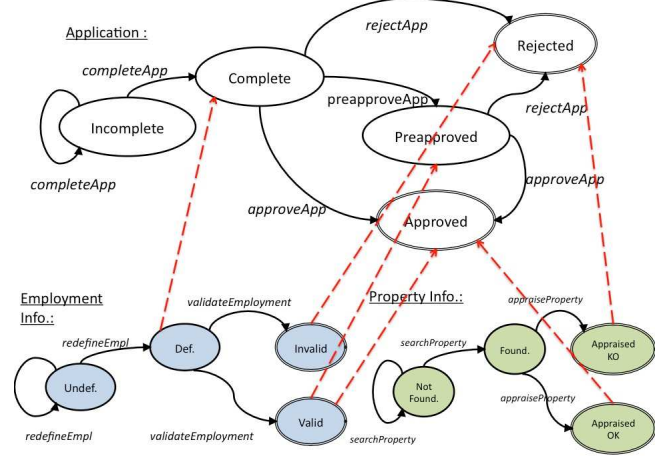 Application :
rejectApp
Rejected
completeApp
Complete
preapproveApp
Incomplete
Preapproved
rejectApp
completeApp
approveApp
approveApp
Approved
Employment
Info.:
validateEmployment
Property Info.:
appraiseProperty
redefineEmpl
Def.
Invalid
searchProperty
Found.
Appraised
KO
Undef.
Not
Found.
appraiseProperty
redefineEmpl
validateEmployment
Valid
searchProperty
Appraised
OK